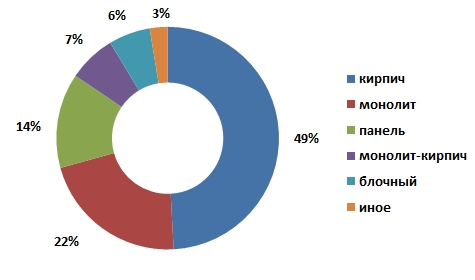 3%
6%
7%
14%
49%
22%
кирпич
монолит
панель
монолит-кирпич
блочный
иное